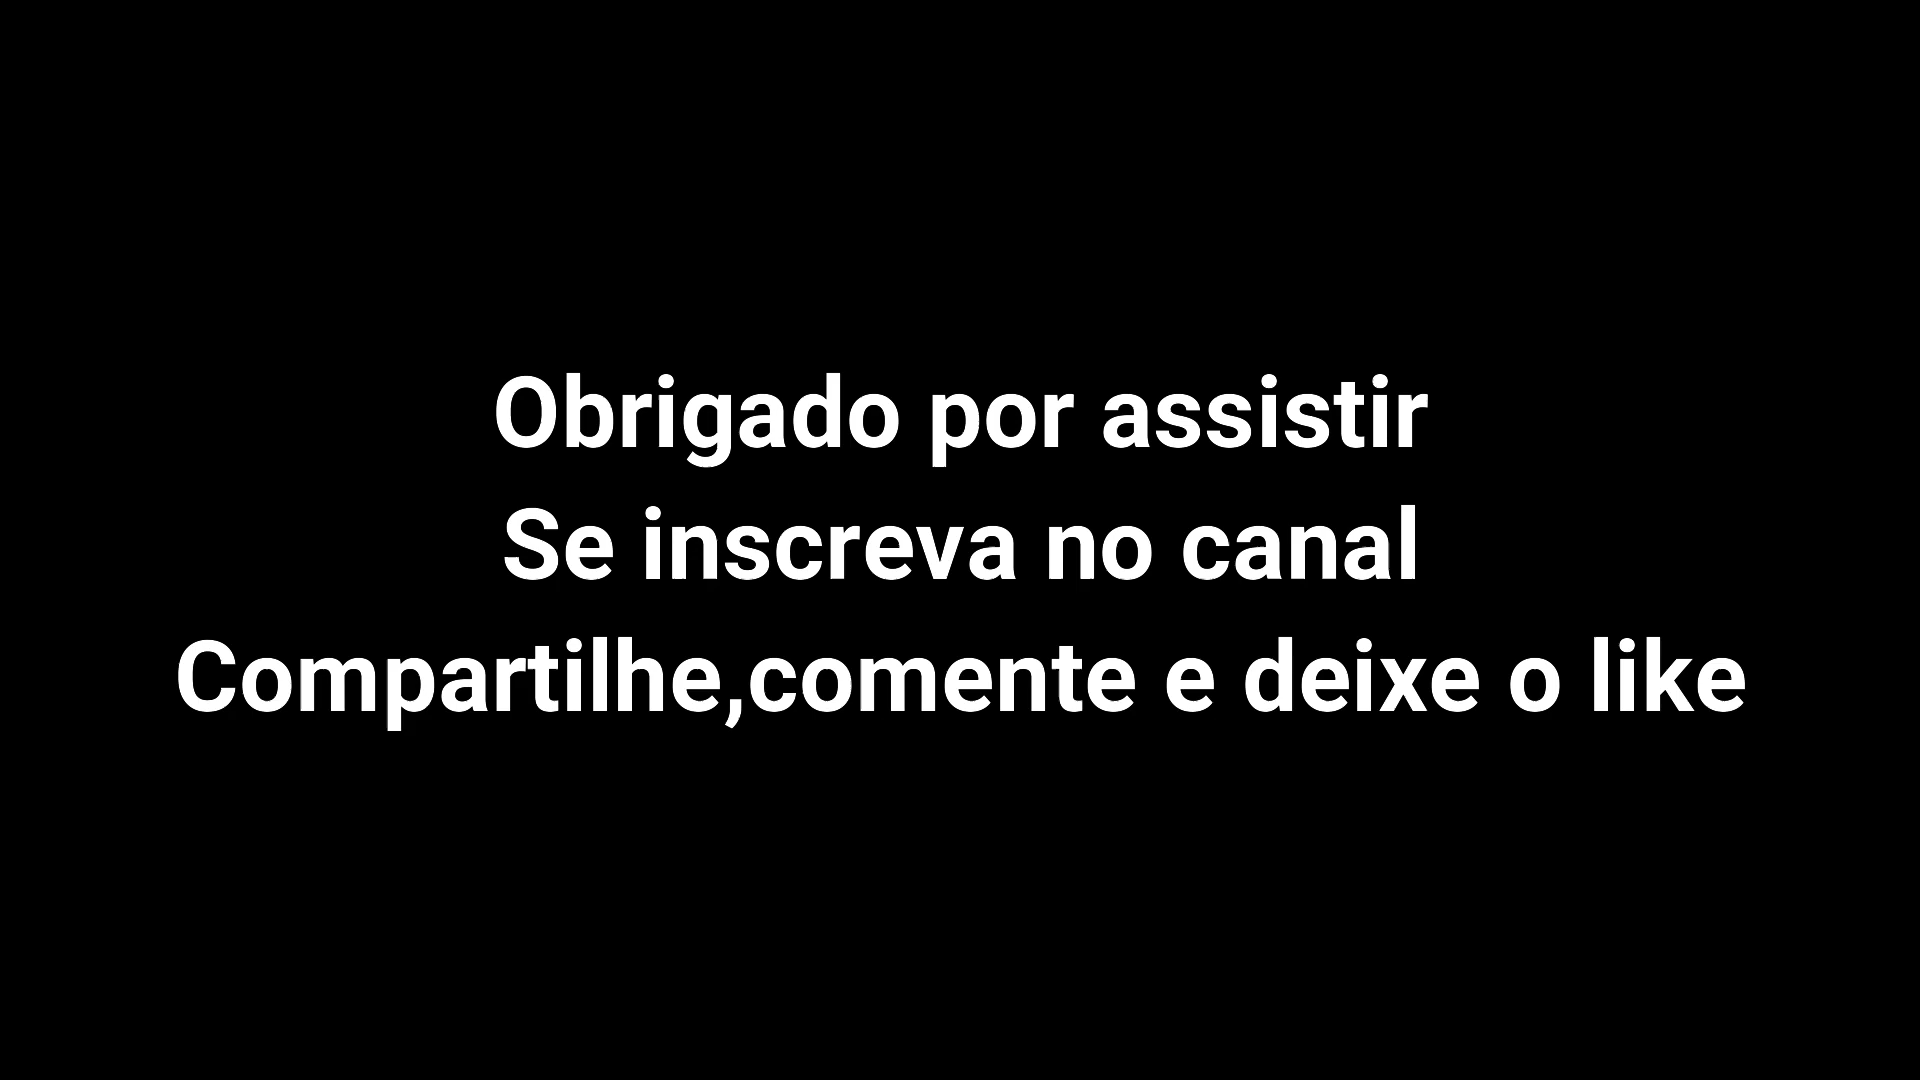 Obrigado por assistir
Se inscreva no canal
Compartilhe,comente e deixe o like